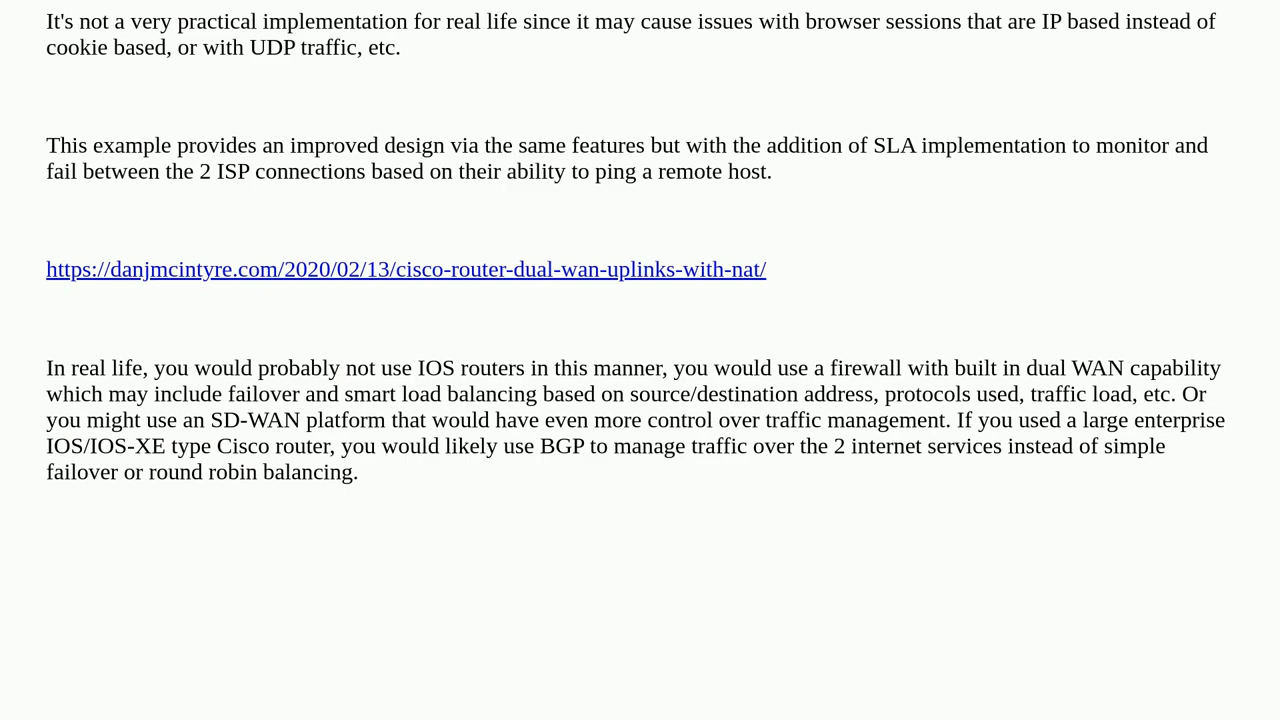 It's not a very practical implementation for real life since it may cause issues with browser sessions that are IP based instead of
cookie based, or with UDP traffic, etc.
This example provides an improved design via the same features but with the addition of SLA implementation to monitor and
fail between the 2 ISP connections based on their ability to ping a remote host.
https://danjmcintyre.com/2020/02/13/cisco-router-dual-wan-uplinks-with-nat/
In real life, you would probably not use IOS routers in this manner, you would use a firewall with built in dual WAN capability
which may include failover and smart load balancing based on source/destination address, protocols used, traffic load, etc. Or
you might use an SD-WAN platform that would have even more control over traffic management. If you used a large enterprise
IOS/IOS-XE type Cisco router, you would likely use BGP to manage traffic over the 2 internet services instead of simple
failover or round robin balancing.